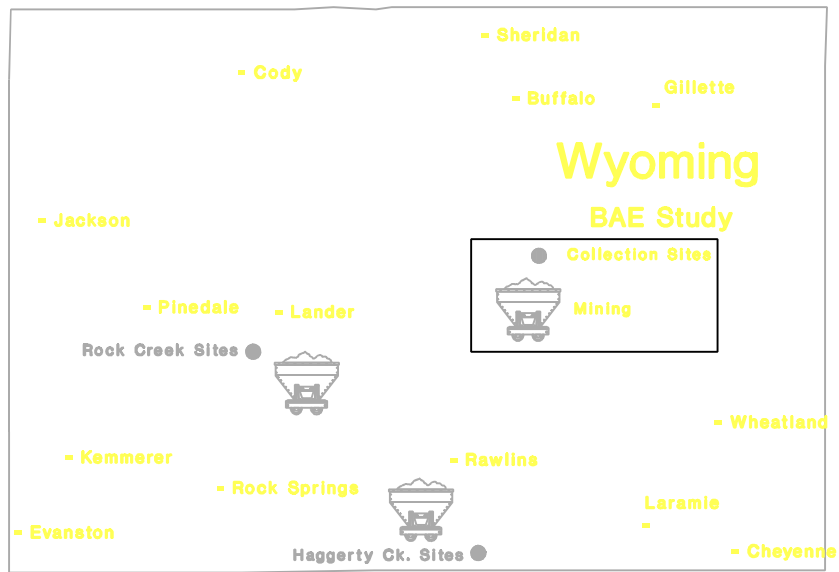 Sheridan
Cody
Gillette
Buffalo
Wyoming
Jackson
BAE Study
Collection Sites
Pinedale
Lander
Mining
Rock Creek Sites
Wheatland
Kemmerer
Rawlins
Rock Springs
Laramie
Evanston
Haggerty Ck. Sites
Cheyenne